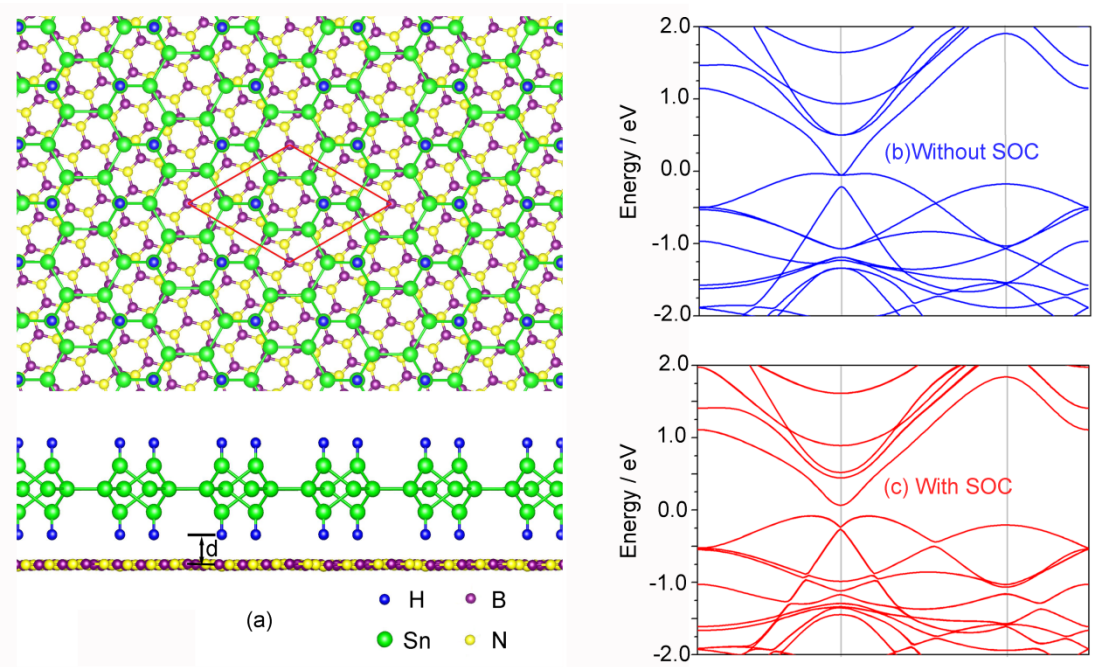 d
(a)
H
B
Sn
N
2.0
1.0
0.0
-1.0
-2.0
Energy / eV
(b)Without SOC
2.0
1.0
0.0
-1.0
-2.0
Energy / eV
(c) With SOC